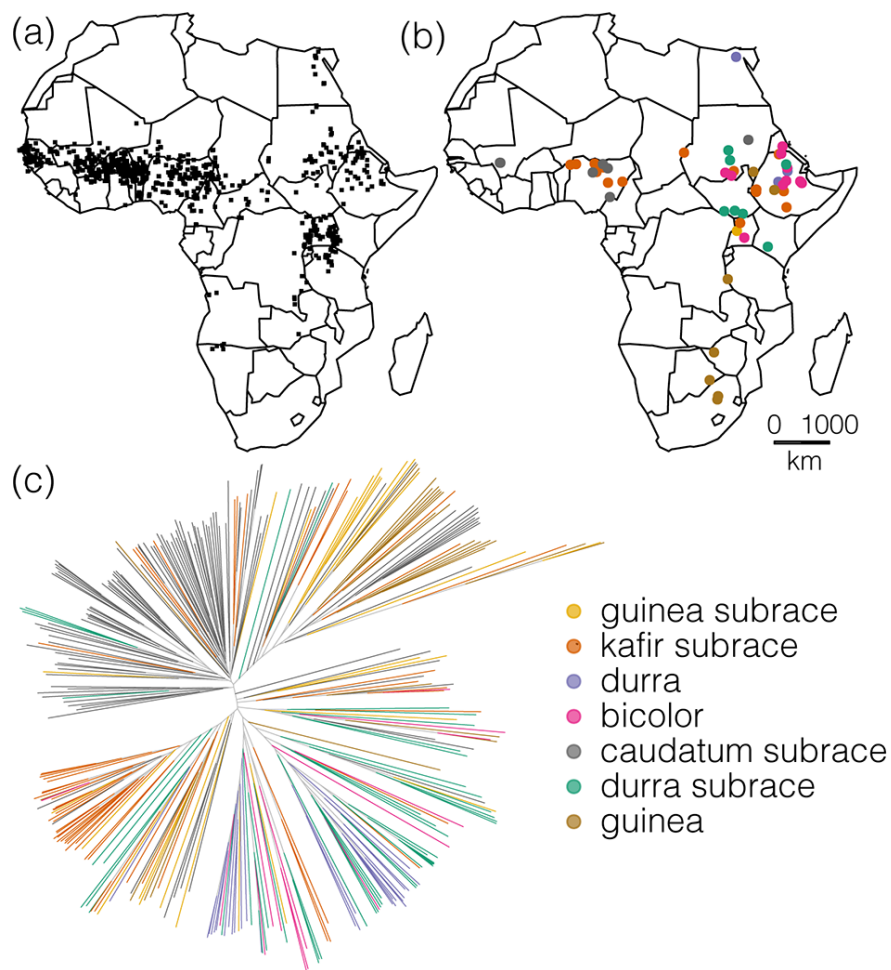 (a)
(b)
0 1000
km
(c)
guinea subrace
kafir subrace
durra
bicolor
caudatum subrace
durra subrace
guinea